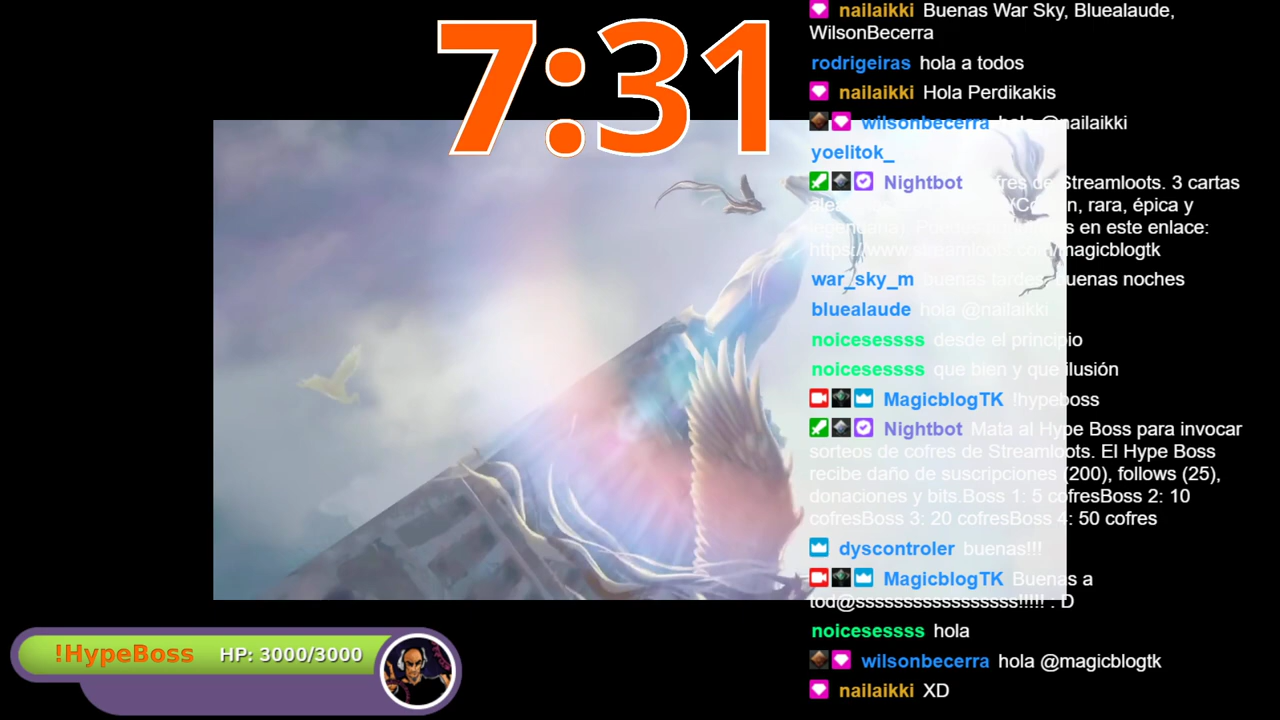 7:31
nailaikki Buenas War Sky, Bluealaude,
WilsonBecerra
rodrigeiras hola a todos
nailaikki Hola Perdikakis
wilsonbecerra hola @nailaikki
yoelitok_
Nightbot cofres de Streamloots. 3 cartas
rara, épica y
en este enlace:
https://www.streamloots.com/magicblogtk
war_sky_m buenas tardes, buenas noches
bluealaude hola @nailaikki
noicesessss desde el principio
noicesessss que bien y que ilusión
MagicblogTK !hypeboss
Nightbot Mata al Hype Boss para invocar
sorteos de cofres de Streamloots. El Hype Boss
recibe daño de suscripciones (200), follows (25),
donaciones y bits.Boss 1: 5 cofresBoss 2: 10
cofresBoss 3: 20 cofresBoss 4: 50 cofres
dyscontroler buenas!!!
MagicblogTK Buenas a
tod@sssssssssssssssss!!!!! : D
noicesessss hola
wilsonbecerra hola @magicblogtk
nailaikki XD
!HypeBoss HP: 3000/3000